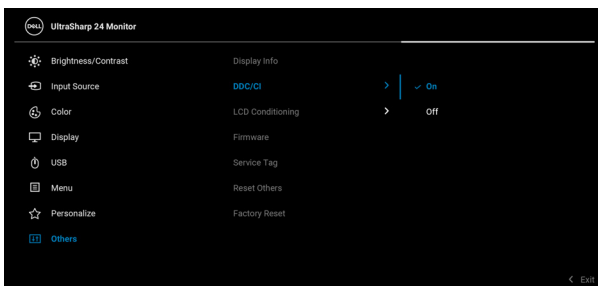 DELL UltraSharp 24 Monitor
Brightness/Contrast Display Info
Input Source DDC/CI On
Color LCD Conditioning Off
Display Firmware
USB Service Tag
Menu Reset Others
Personalize Factory Reset
Others
Exit